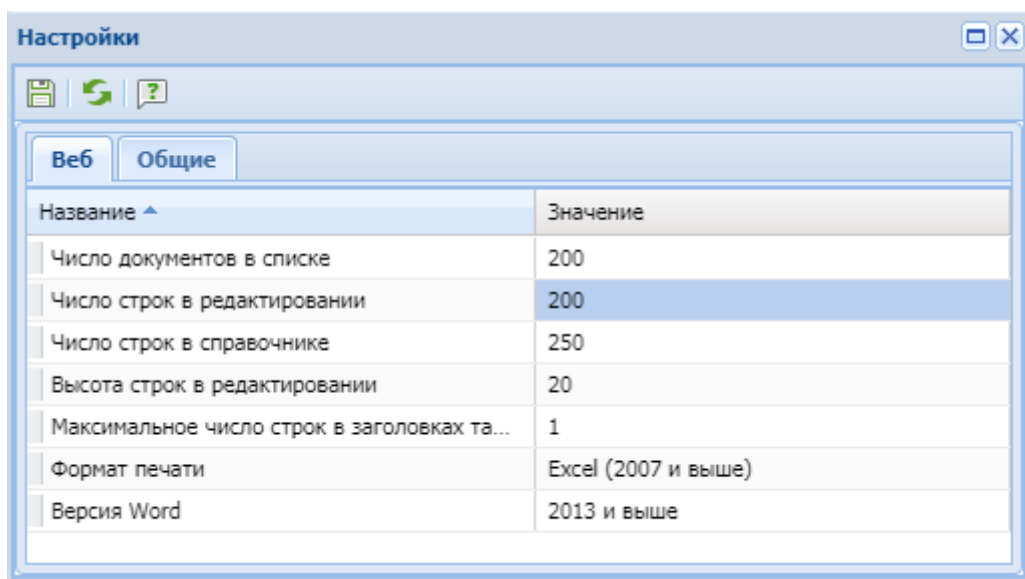 Настройки
Веб Общие
Название Значение
Число документов в списке 200
Число строк в редактировании 200
Число строк в справочнике 250
Высота строк в редактировании 20
Максимальное число строк в заголовках та... 1
Формат печати Excel (2007 и выше)
Версия Word 2013 и выше